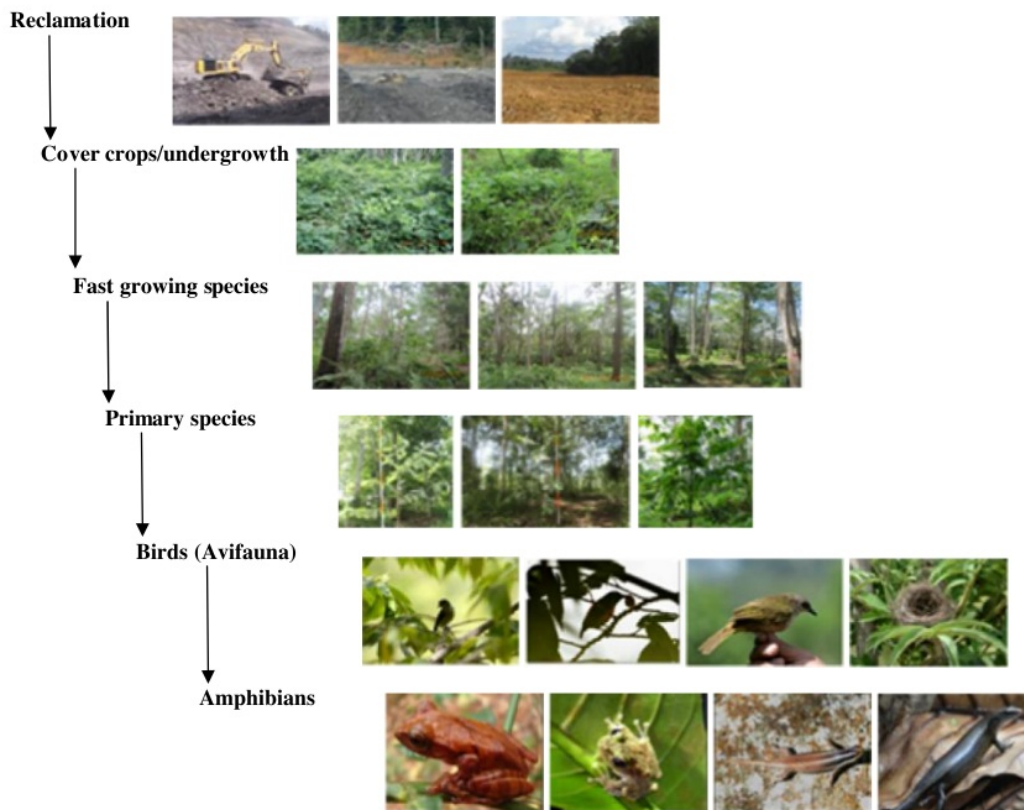 Reclamation
Cover crops/undergrowth
Fast growing species
Primary species
Birds (Avifauna)
Amphibians